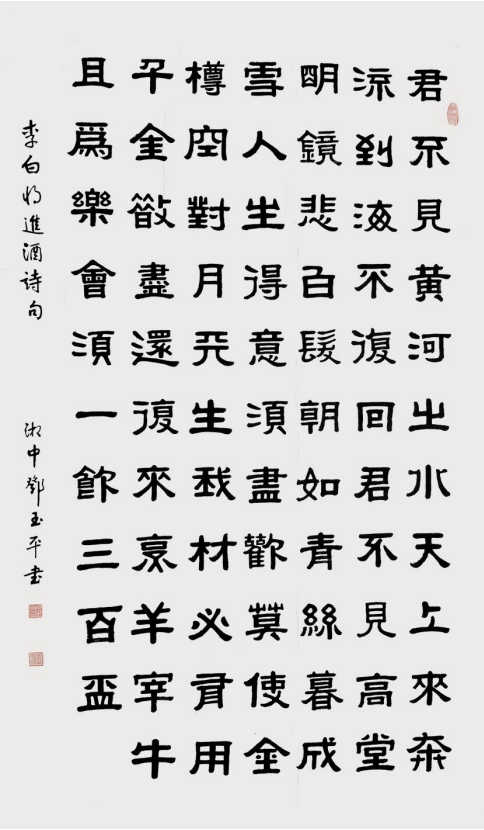 君不見黄河之水天上來奔
流到海不復回君不見高堂
明鏡悲白髮朝如青絲暮成
雪人生得意須盡歡莫使金
樽空對月天生我材必有用
千金散盡還復來烹羊宰牛
且爲樂會須一飲三百盃
李白将進酒詩句
湘中鄧玉平书